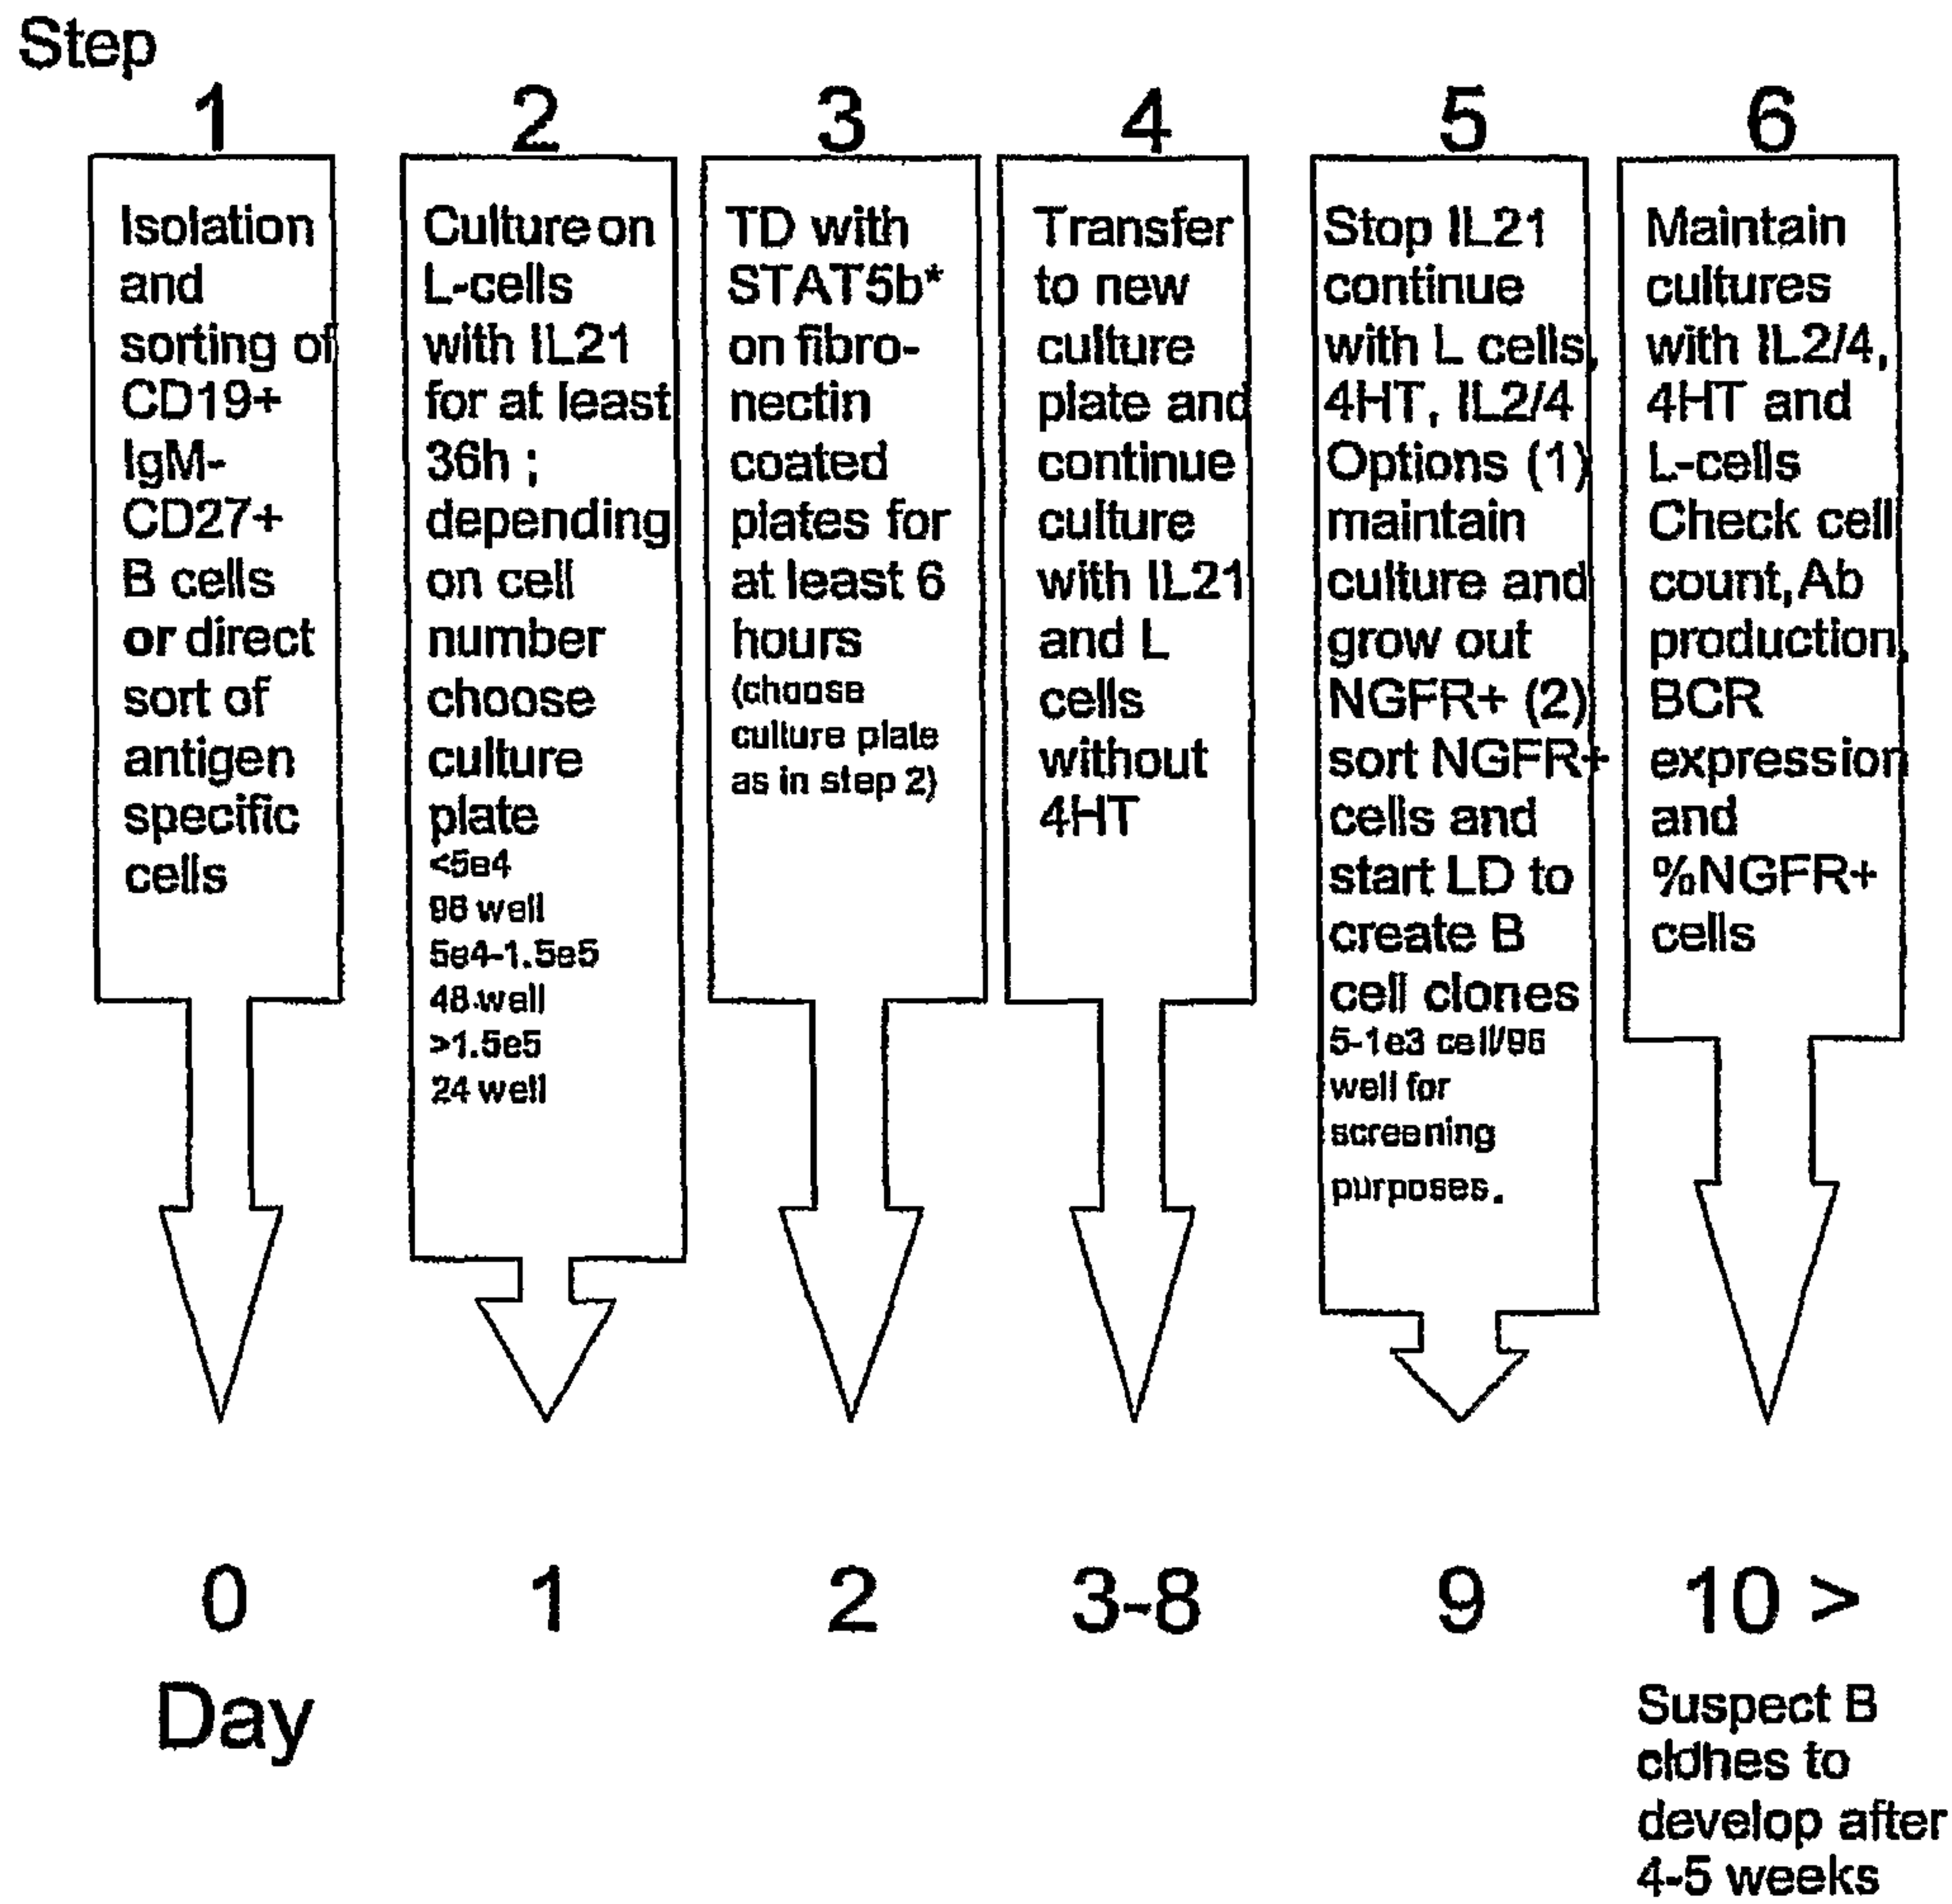 Step
1
2
3
4
5
6
Isolation
and
sorting of
CD19+
IgM-
CD27+
B cells
or direct
sort of
antigen
specific
cells
Culture on
L-cells
with IL21
for at least
36h ;
depending
on cell
number
choose
culture
plate
<5e4
96 well
5e4-1.5e5
48 well
>1.5e5
24 well
TD with
STAT5b*
on fibro-
nectin
coated
plates for
at least 6
hours
(choose
culture plate
as in step 2)
Transfer
to new
culture
plate and
continue
culture
with IL21
and L
cells
without
4HT
Stop IL21
continue
with L cells,
4HT, IL2/4
Options (1)
maintain
culture and
grow out
NGFR+ (2)
sort NGFR+
cells and
start LD to
create B
cell clones
5-1e3 cell/96
well for
screening
purposes.
Maintain
cultures
with IL2/4,
4HT and
L-cells
Check cell
count, Ab
production,
BCR
expression
and
%NGFR+
cells
0
1
2
3-8
9
10 >
Day
Suspect B
clones to
develop after
4-5 weeks